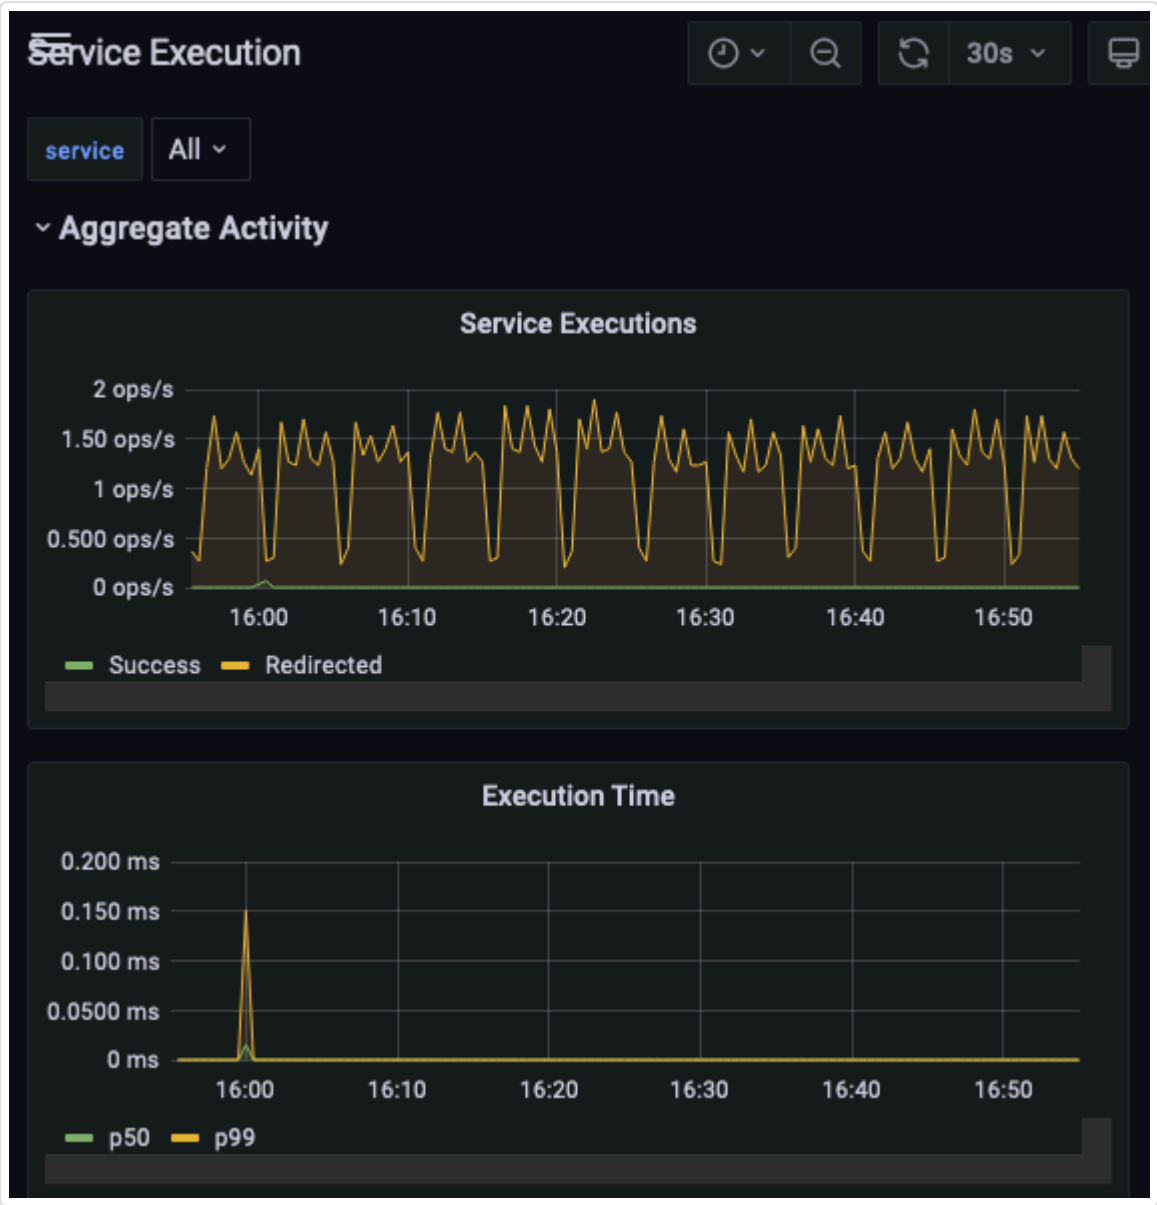 Service Execution
30s
service All
Aggregate Activity
Service Executions
2 ops/s
1.50 ops/s
1 ops/s
0.500 ops/s
0 ops/s
16:00 16:10 16:20 16:30 16:40 16:50
Success Redirected
Execution Time
0.200 ms
0.150 ms
0.100 ms
0.0500 ms
0 ms
16:00 16:10 16:20 16:30 16:40 16:50
p50 p99